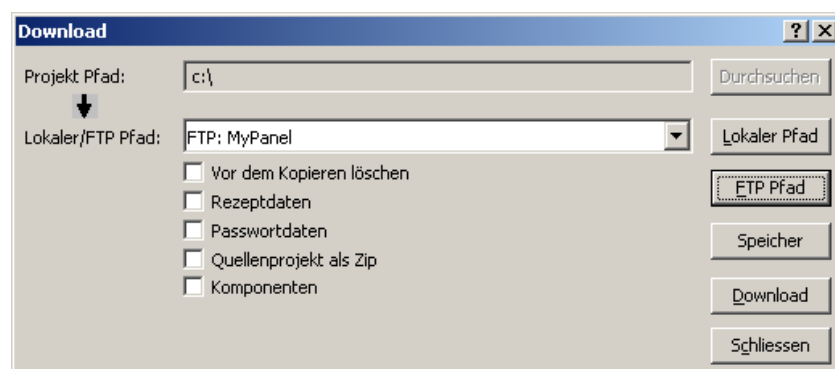 Download
Projekt Pfad: c:\ Durchsuchen
Lokaler/FTP Pfad: FTP: MyPanel Lokaler Pfad
Vor dem Kopieren löschen
Rezeptdaten FTP Pfad
Passwortdaten
Quellenprojekt als Zip Speicher
Komponenten Download
Schliessen